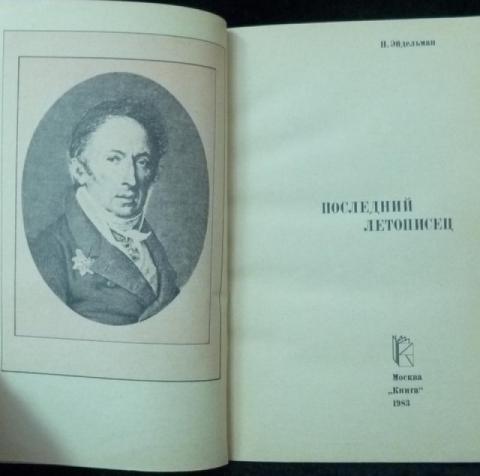 Н. Эйдельман
ПОСЛЕДНИЙ
ЛЕТОПИСЕЦ
Москва
„Книга“
1983